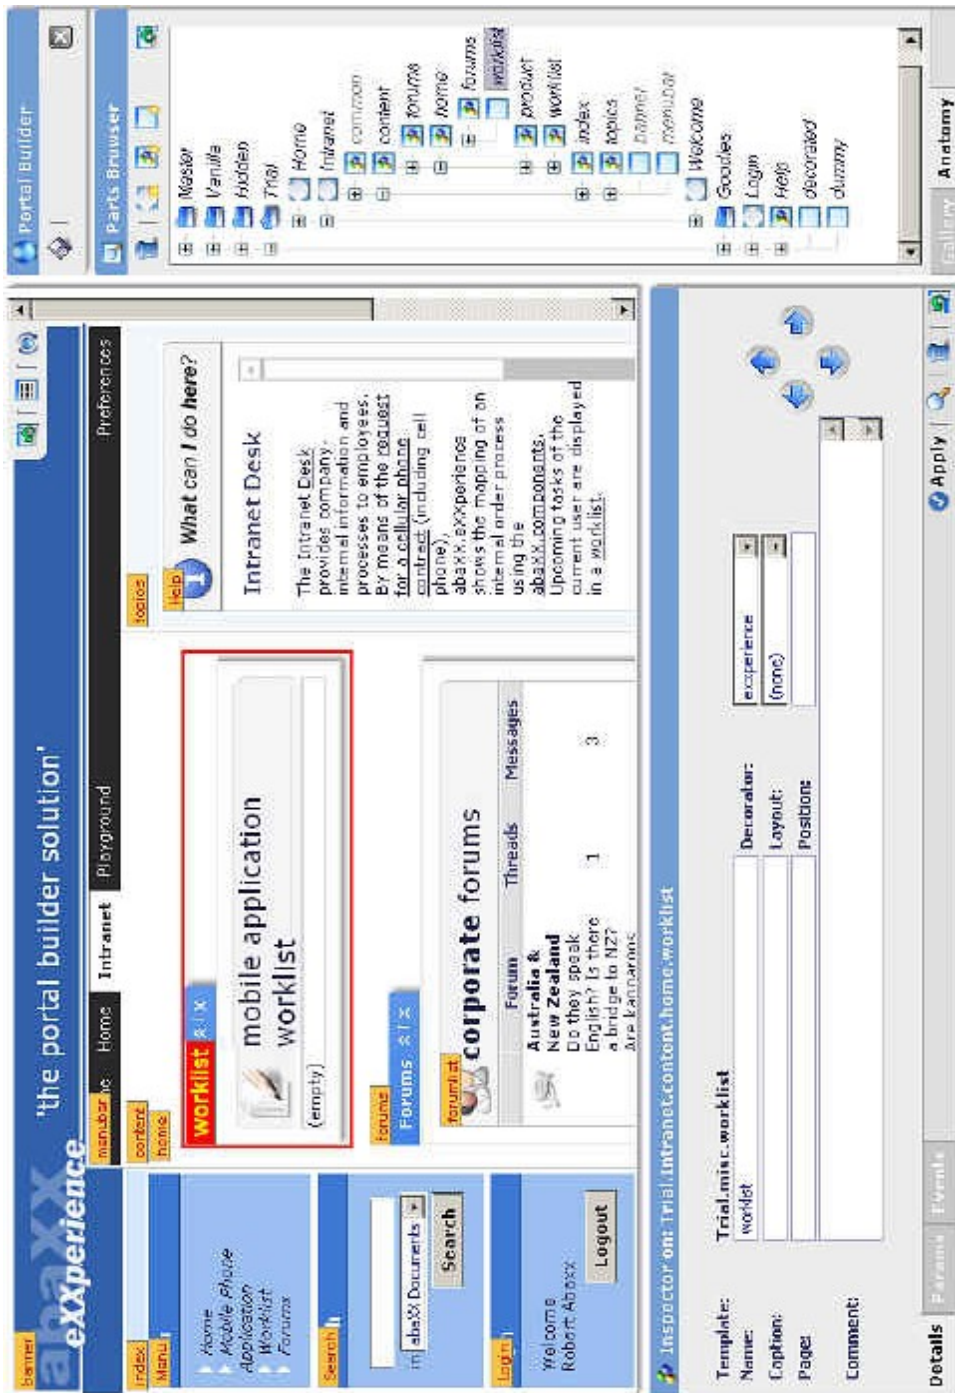 banner
abaXX
eXXperience
'the portal builder solution'
menubar
Home
Intranet
Playground
Preferences
index
Menu
Home
Mobile Phone
Application
Worklist
Forums
Search
in
abaXX Documents
Search
Login
Welcome
Robert Abaxx
Logout
content
home
worklist
mobile application
worklist
(empty)
forums
Forums
forumlist
corporate forums
Forum Threads Messages
Australia &
New Zealand
Do they speak
English? Is there
a bridge to NZ?
1 3
topics
Help
What can I do here?
Intranet Desk
The Intranet Desk
provides company-
internal information and
processes to employees.
By means of the request
for a cellular phone
contract (including cell
phone),
abaXX.eXXperience
shows the mapping of an
internal order process
using the
abaXX.components.
Upcoming tasks of the
current user are displayed
in a worklist.
Portal Builder
Parts Browser
Master
Vanilla
Hidden
Trial
Home
Intranet
common
content
forums
home
forums
worklist
product
worklist
index
topics
banner
menubar
Welcome
Goodies
Login
Help
decorated
dummy
Gallery Anatomy
Inspector on: Trial.Intranet.content.home.worklist
Template: Trial.misc.worklist
Name: worklist Decorator: exxperience
Caption: Layout: (none)
Page: Position:
Comment:
Details Params Events
Apply